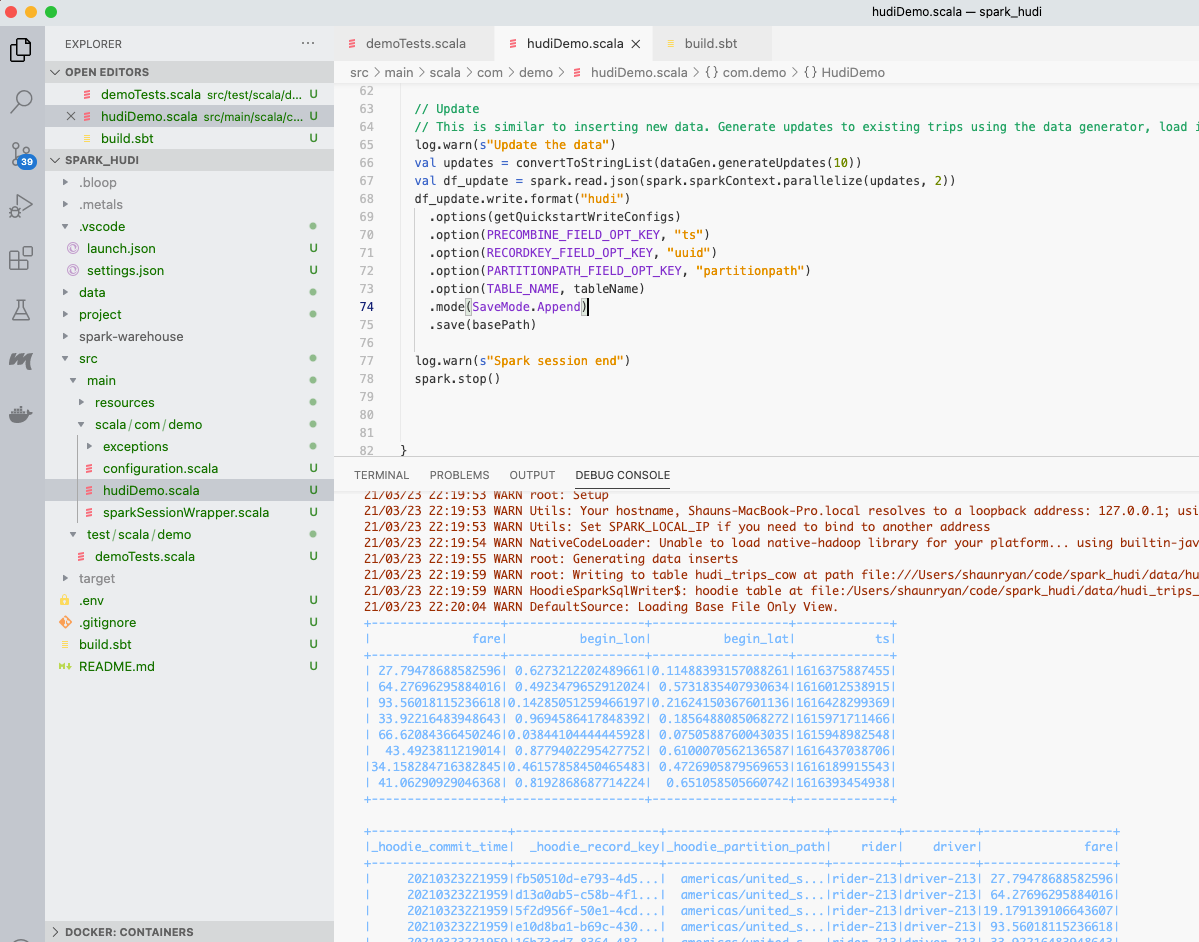 hudiDemo.scala — spark_hudi
EXPLORER ···
OPEN EDITORS
demoTests.scala src/test/scala/d... U
hudiDemo.scala src/main/scala/c... U
build.sbt U
SPARK_HUDI
.bloop
.metals
.vscode
launch.json U
settings.json U
data
project
spark-warehouse
src
main
resources
scala/com/demo
exceptions
configuration.scala U
hudiDemo.scala U
sparkSessionWrapper.scala U
test/scala/demo
demoTests.scala U
target
.env U
.gitignore U
build.sbt U
README.md U
DOCKER: CONTAINERS
39
demoTests.scala hudiDemo.scala build.sbt
src > main > scala > com > demo > hudiDemo.scala > {} com.demo > {} HudiDemo
62
63 // Update
64 // This is similar to inserting new data. Generate updates to existing trips using the data generator, load i
65 log.warn(s"Update the data")
66 val updates = convertToStringList(dataGen.generateUpdates(10))
67 val df_update = spark.read.json(spark.sparkContext.parallelize(updates, 2))
68 df_update.write.format("hudi")
69 .options(getQuickstartWriteConfigs)
70 .option(PRECOMBINE_FIELD_OPT_KEY, "ts")
71 .option(RECORDKEY_FIELD_OPT_KEY, "uuid")
72 .option(PARTITIONPATH_FIELD_OPT_KEY, "partitionpath")
73 .option(TABLE_NAME, tableName)
74 .mode(SaveMode.Append)
75 .save(basePath)
76
77 log.warn(s"Spark session end")
78 spark.stop()
79
80
81
82 }
TERMINAL PROBLEMS OUTPUT DEBUG CONSOLE
21/03/23 22:19:53 WARN root: Setup
21/03/23 22:19:53 WARN Utils: Your hostname, Shauns-MacBook-Pro.local resolves to a loopback address: 127.0.0.1; usi
21/03/23 22:19:53 WARN Utils: Set SPARK_LOCAL_IP if you need to bind to another address
21/03/23 22:19:54 WARN NativeCodeLoader: Unable to load native-hadoop library for your platform... using builtin-jav
21/03/23 22:19:55 WARN root: Generating data inserts
21/03/23 22:19:59 WARN root: Writing to table hudi_trips_cow at path file:///Users/shaunryan/code/spark_hudi/data/hu
21/03/23 22:19:59 WARN HoodieSparkSqlWriter$: hoodie table at file:/Users/shaunryan/code/spark_hudi/data/hudi_trips_
21/03/23 22:20:04 WARN DefaultSource: Loading Base File Only View.
+-------------------+-------------------+-------------------+-------------+
| fare| begin_lon| begin_lat| ts|
+-------------------+-------------------+-------------------+-------------+
| 27.79478688582596| 0.6273212202489661|0.11488393157088261|1616375887455|
| 64.27696295884016| 0.4923479652912024| 0.5731835407930634|1616012538915|
| 93.56018115236618|0.14285051259466197|0.21624150367601136|1616428299369|
| 33.92216483948643| 0.9694586417848392| 0.1856488085068272|1615971711466|
| 66.62084366450246|0.03844104444445928| 0.0750588760043035|1615948982548|
| 43.4923811219014| 0.8779402295427752| 0.6100070562136587|1616437038706|
|34.158284716382845|0.46157858450465483| 0.4726905879569653|1616189915543|
| 41.06290929046368| 0.8192868687714224| 0.651058505660742|1616393454938|
+-------------------+-------------------+-------------------+-------------+
+-------------------+--------------------+----------------------+---------+----------+------------------+
|_hoodie_commit_time| _hoodie_record_key|_hoodie_partition_path| rider| driver| fare|
+-------------------+--------------------+----------------------+---------+----------+------------------+
| 20210323221959|fb50510d-e793-4d5...| americas/united_s...|rider-213|driver-213| 27.79478688582596|
| 20210323221959|d13a0ab5-c58b-4f1...| americas/united_s...|rider-213|driver-213| 64.27696295884016|
| 20210323221959|5f2d956f-50e1-4cd...| americas/united_s...|rider-213|driver-213|19.179139106643607|
| 20210323221959|e10d8ba1-b69c-430...| americas/united_s...|rider-213|driver-213| 93.56018115236618|